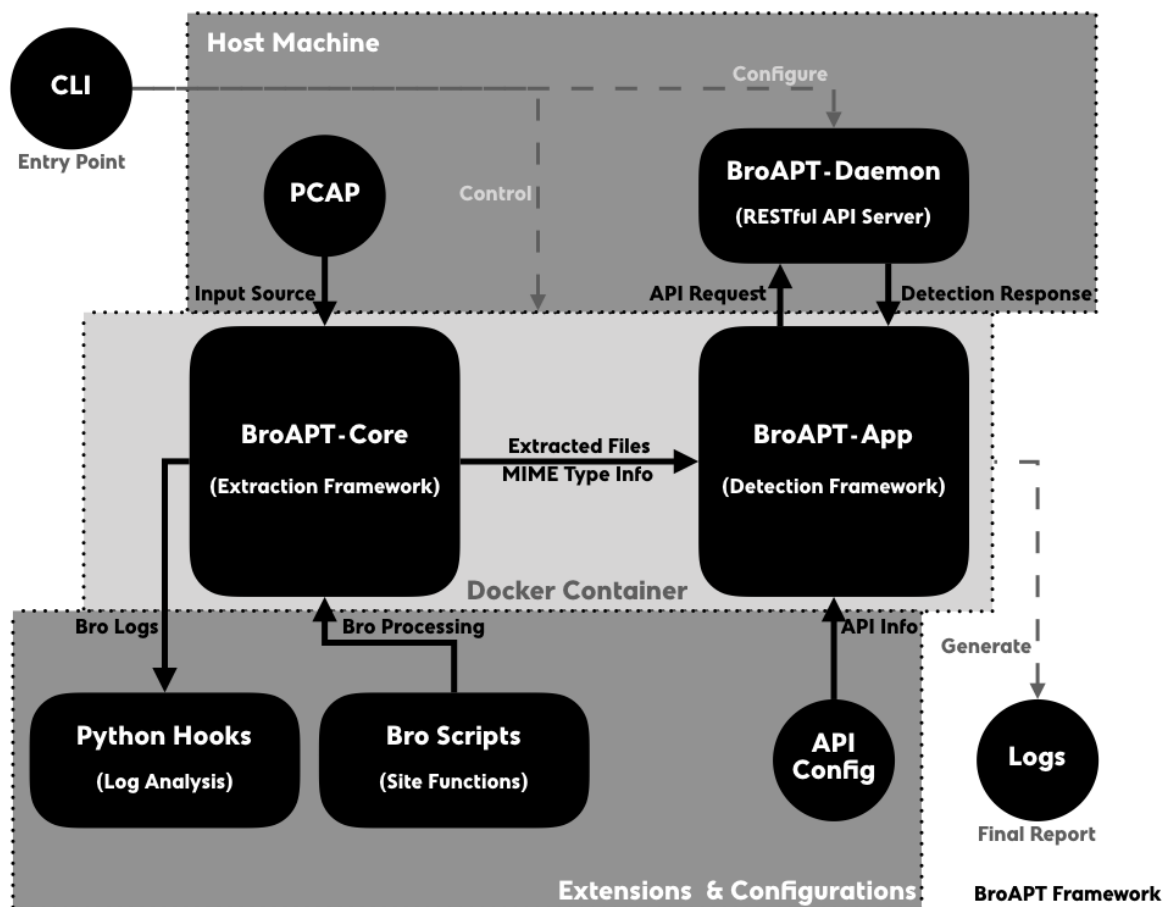 Host Machine
CLI
Entry Point
Configure
PCAP
Control
BroAPT-Daemon
(RESTful API Server)
Input Source
API Request
Detection Response
BroAPT-Core
(Extraction Framework)
Extracted Files
MIME Type Info
BroAPT-App
(Detection Framework)
Docker Container
Bro Logs
Bro Processing
API Info
Generate
Python Hooks
(Log Analysis)
Bro Scripts
(Site Functions)
API
Config
Logs
Final Report
Extensions & Configurations
BroAPT Framework